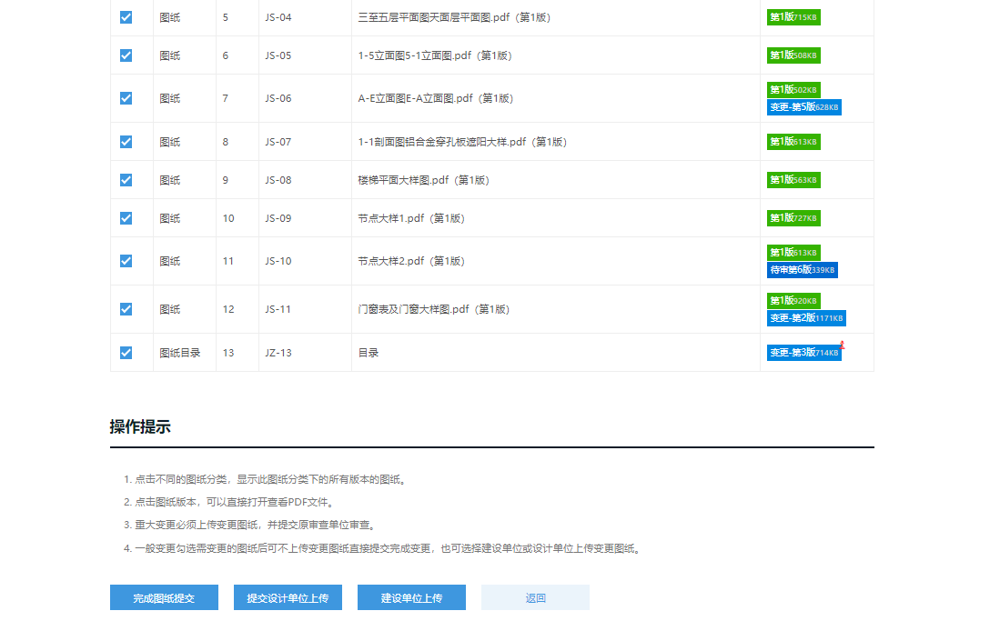 图纸 5 JS-04 三至五层平面图天面层平面图.pdf（第1版） 第1版715KB
图纸 6 JS-05 1-5立面图5-1立面图.pdf（第1版） 第1版508KB
图纸 7 JS-06 A-E立面图E-A立面图.pdf（第1版） 第1版502KB
变更-第5版628KB
图纸 8 JS-07 1-1剖面图铝合金穿孔板遮阳大样.pdf（第1版） 第1版613KB
图纸 9 JS-08 楼梯平面大样图.pdf（第1版） 第1版563KB
图纸 10 JS-09 节点大样1.pdf（第1版） 第1版727KB
图纸 11 JS-10 节点大样2.pdf（第1版） 第1版613KB
待审第6版339KB
图纸 12 JS-11 门窗表及门窗大样图.pdf（第1版） 第1版920KB
变更-第2版1171KB
图纸目录 13 JZ-13 目录 变更-第3版714KB
操作提示
1. 点击不同的图纸分类，显示此图纸分类下的所有版本的图纸。
2. 点击图纸版本，可以直接打开查看PDF文件。
3. 重大变更必须上传变更图纸，并提交原审查单位审查。
4. 一般变更勾选需变更的图纸后可不上传变更图纸直接提交完成变更，也可选择建设单位或设计单位上传变更图纸。
完成图纸提交 提交设计单位上传 建设单位上传 返回